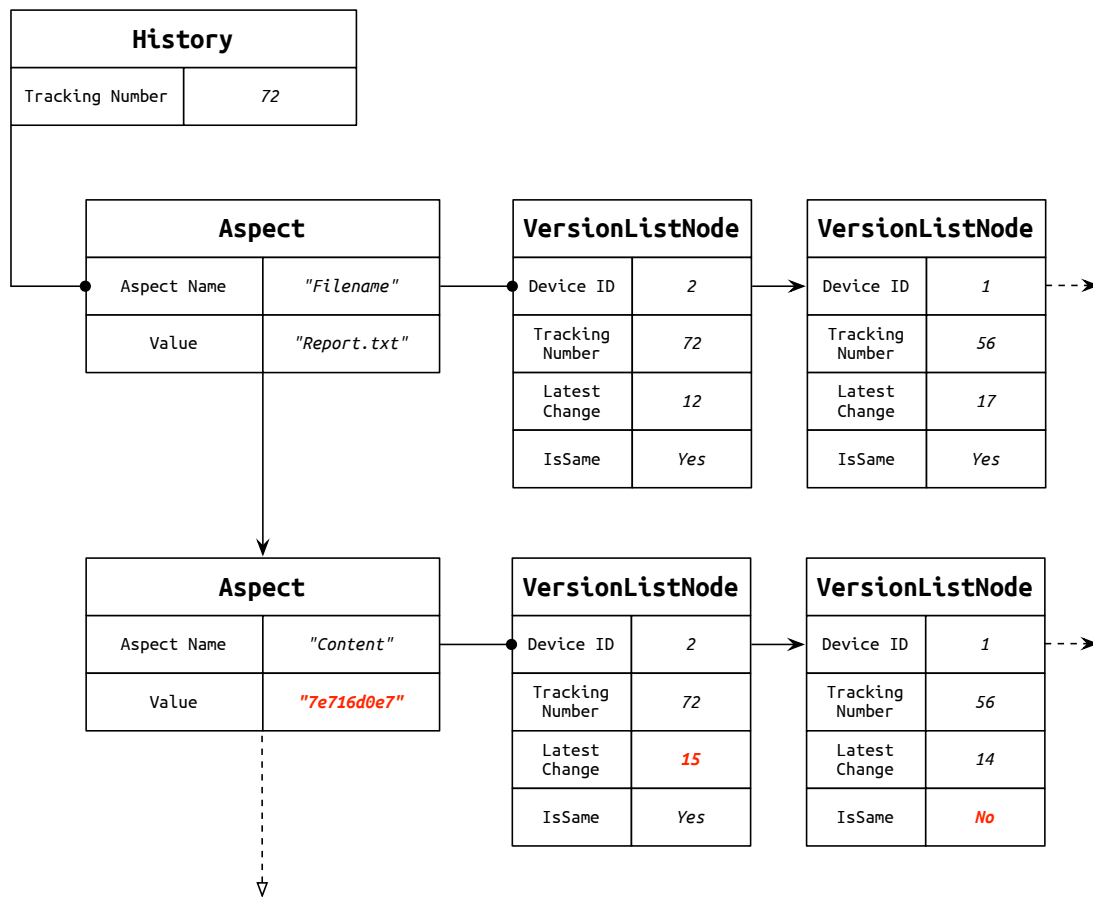 History
Tracking Number 72
Aspect
Aspect Name "Filename"
Value "Report.txt"
VersionListNode
Device ID 2
Tracking
Number 72
Latest
Change 12
IsSame Yes
VersionListNode
Device ID 1
Tracking
Number 56
Latest
Change 17
IsSame Yes
Aspect
Aspect Name "Content"
Value "7e716d0e7"
VersionListNode
Device ID 2
Tracking
Number 72
Latest
Change 15
IsSame Yes
VersionListNode
Device ID 1
Tracking
Number 56
Latest
Change 14
IsSame No